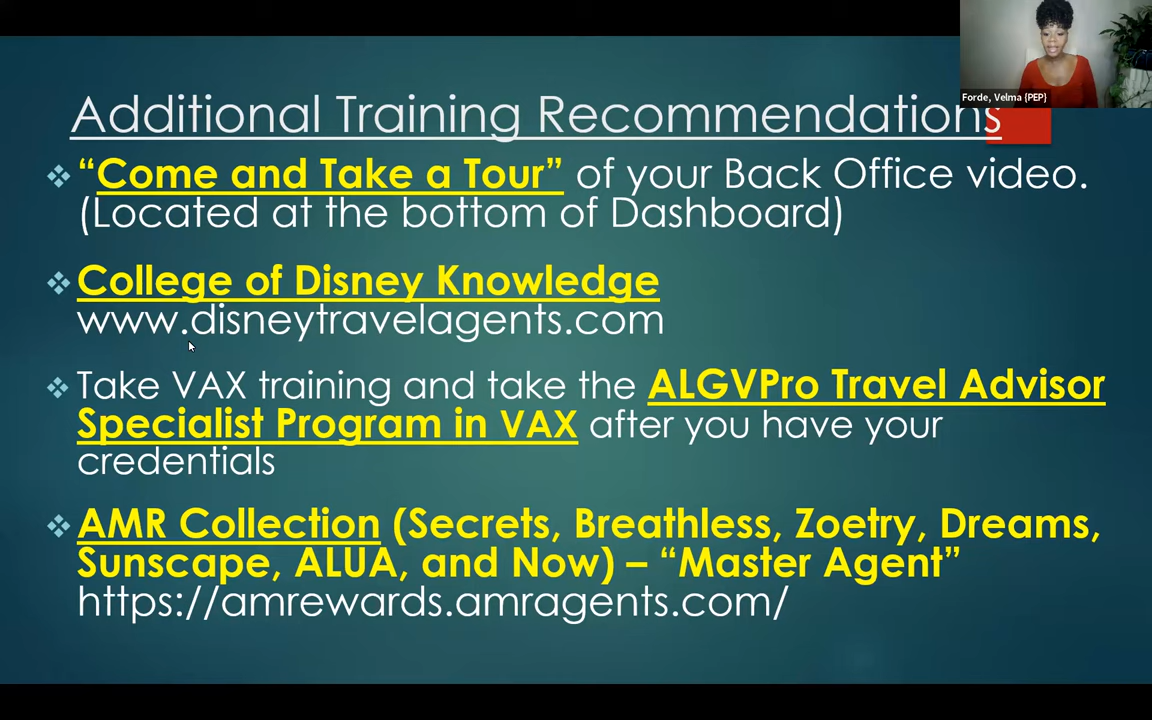 Forde, Velma {PEP}
Additional Training Recommendations
“Come and Take a Tour” of your Back Office video.
(Located at the bottom of Dashboard)
College of Disney Knowledge
www.disneytravelagents.com
Take VAX training and take the ALGVPro Travel Advisor
Specialist Program in VAX after you have your
credentials
AMR Collection (Secrets, Breathless, Zoetry, Dreams,
Sunscape, ALUA, and Now) – “Master Agent”
https://amrewards.amragents.com/